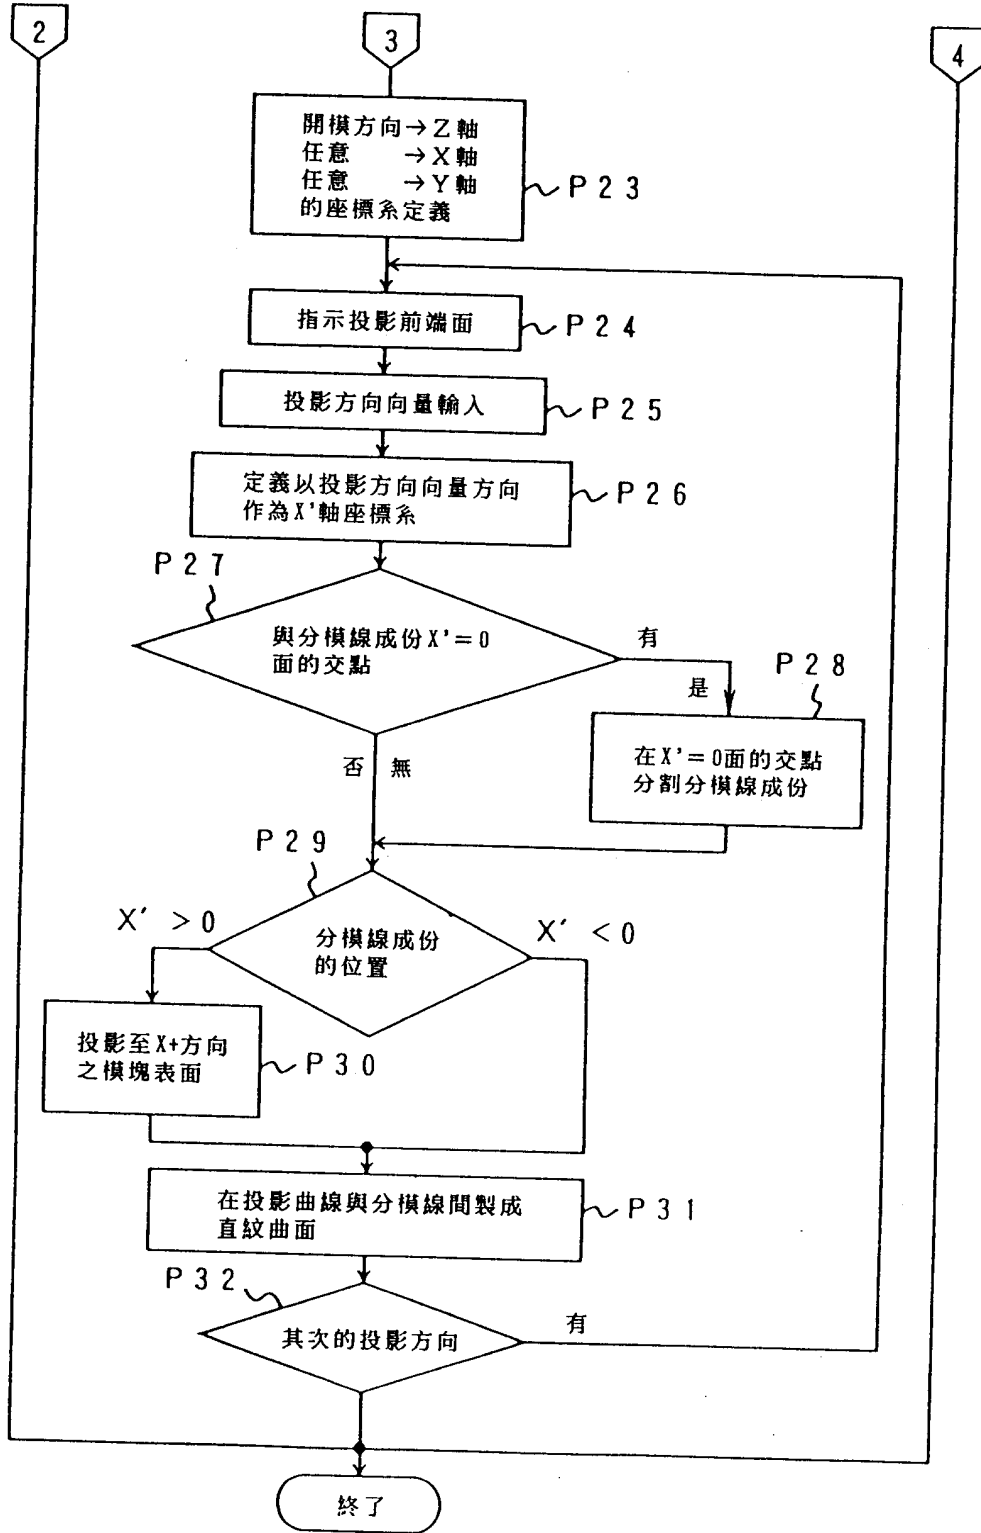 2
3
4
開模方向→Z軸
任意　　→X軸
任意　　→Y軸
的座標系定義
P23
指示投影前端面
P24
投影方向向量輸入
P25
定義以投影方向向量方向
作為X'軸座標系
P26
P27
與分模線成份X'=0
面的交點
有
是
P28
在X'=0面的交點
分割分模線成份
否 無
P29
X' >0
分模線成份
的位置
X' <0
投影至X+方向
之模塊表面
P30
在投影曲線與分模線間製成
直紋曲面
P31
P32
其次的投影方向
有
終了